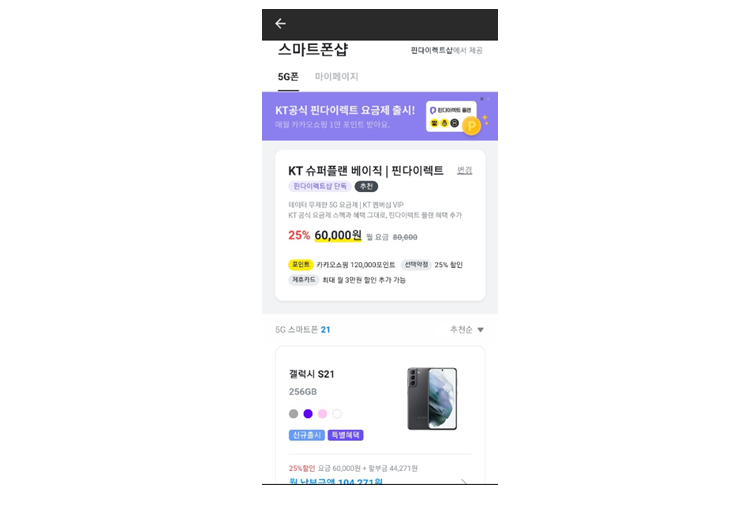 스마트폰샵
핀다이렉트샵에서 제공
5G폰 마이페이지
KT공식 핀다이렉트 요금제 출시!
매월 카카오쇼핑 1만 포인트 받아요.
핀다이렉트 플랜
P
KT 슈퍼플랜 베이직 | 핀다이렉트
변경
핀다이렉트샵 단독 추천
데이터 무제한 5G 요금제 | KT 멤버십 VIP
KT 공식 요금제 스펙과 혜택 그대로, 핀다이렉트 플랜 혜택 추가
25% 60,000원 월 요금 80,000
포인트 카카오쇼핑 120,000포인트 선택약정 25% 할인
제휴카드 최대 월 3만원 할인 추가 가능
5G 스마트폰 21
추천순 ▼
갤럭시 S21
256GB
신규출시 특별혜택
25%할인 요금 60,000원 + 할부금 44,271원
월 납부금액 104,271원